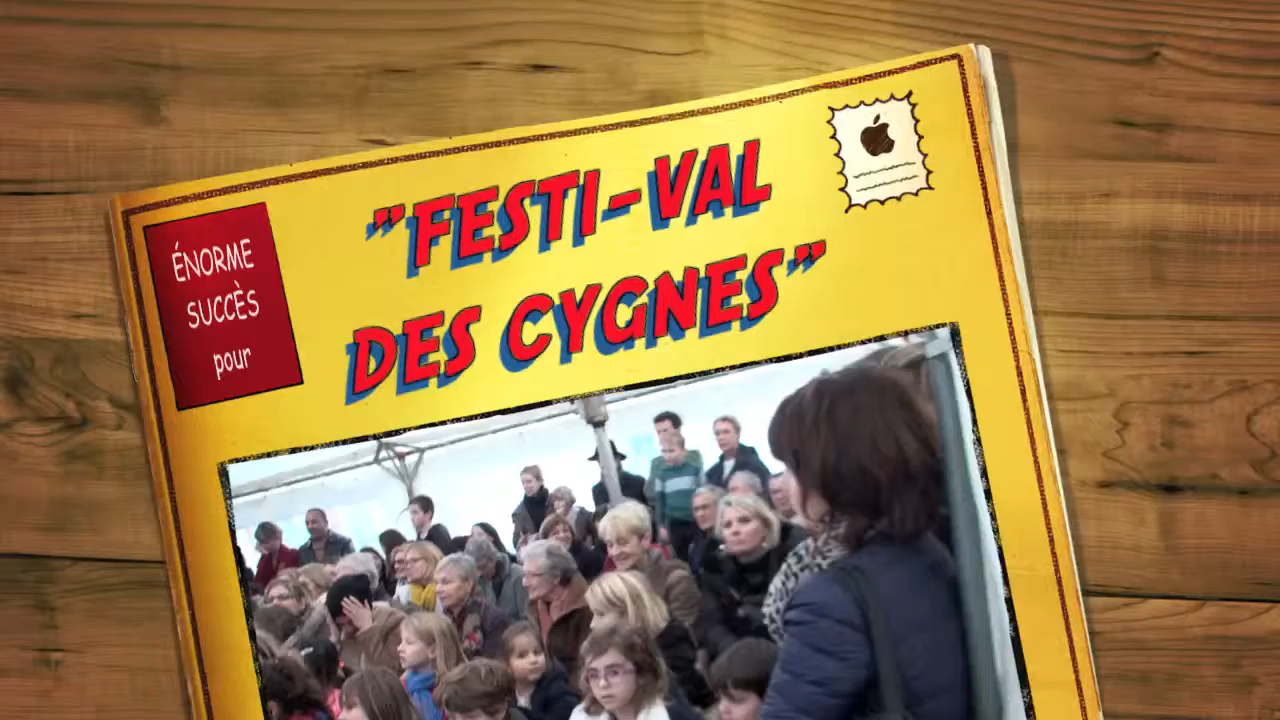 ÉNORME
SUCCÈS
pour
"FESTI-VAL
DES CYGNES"